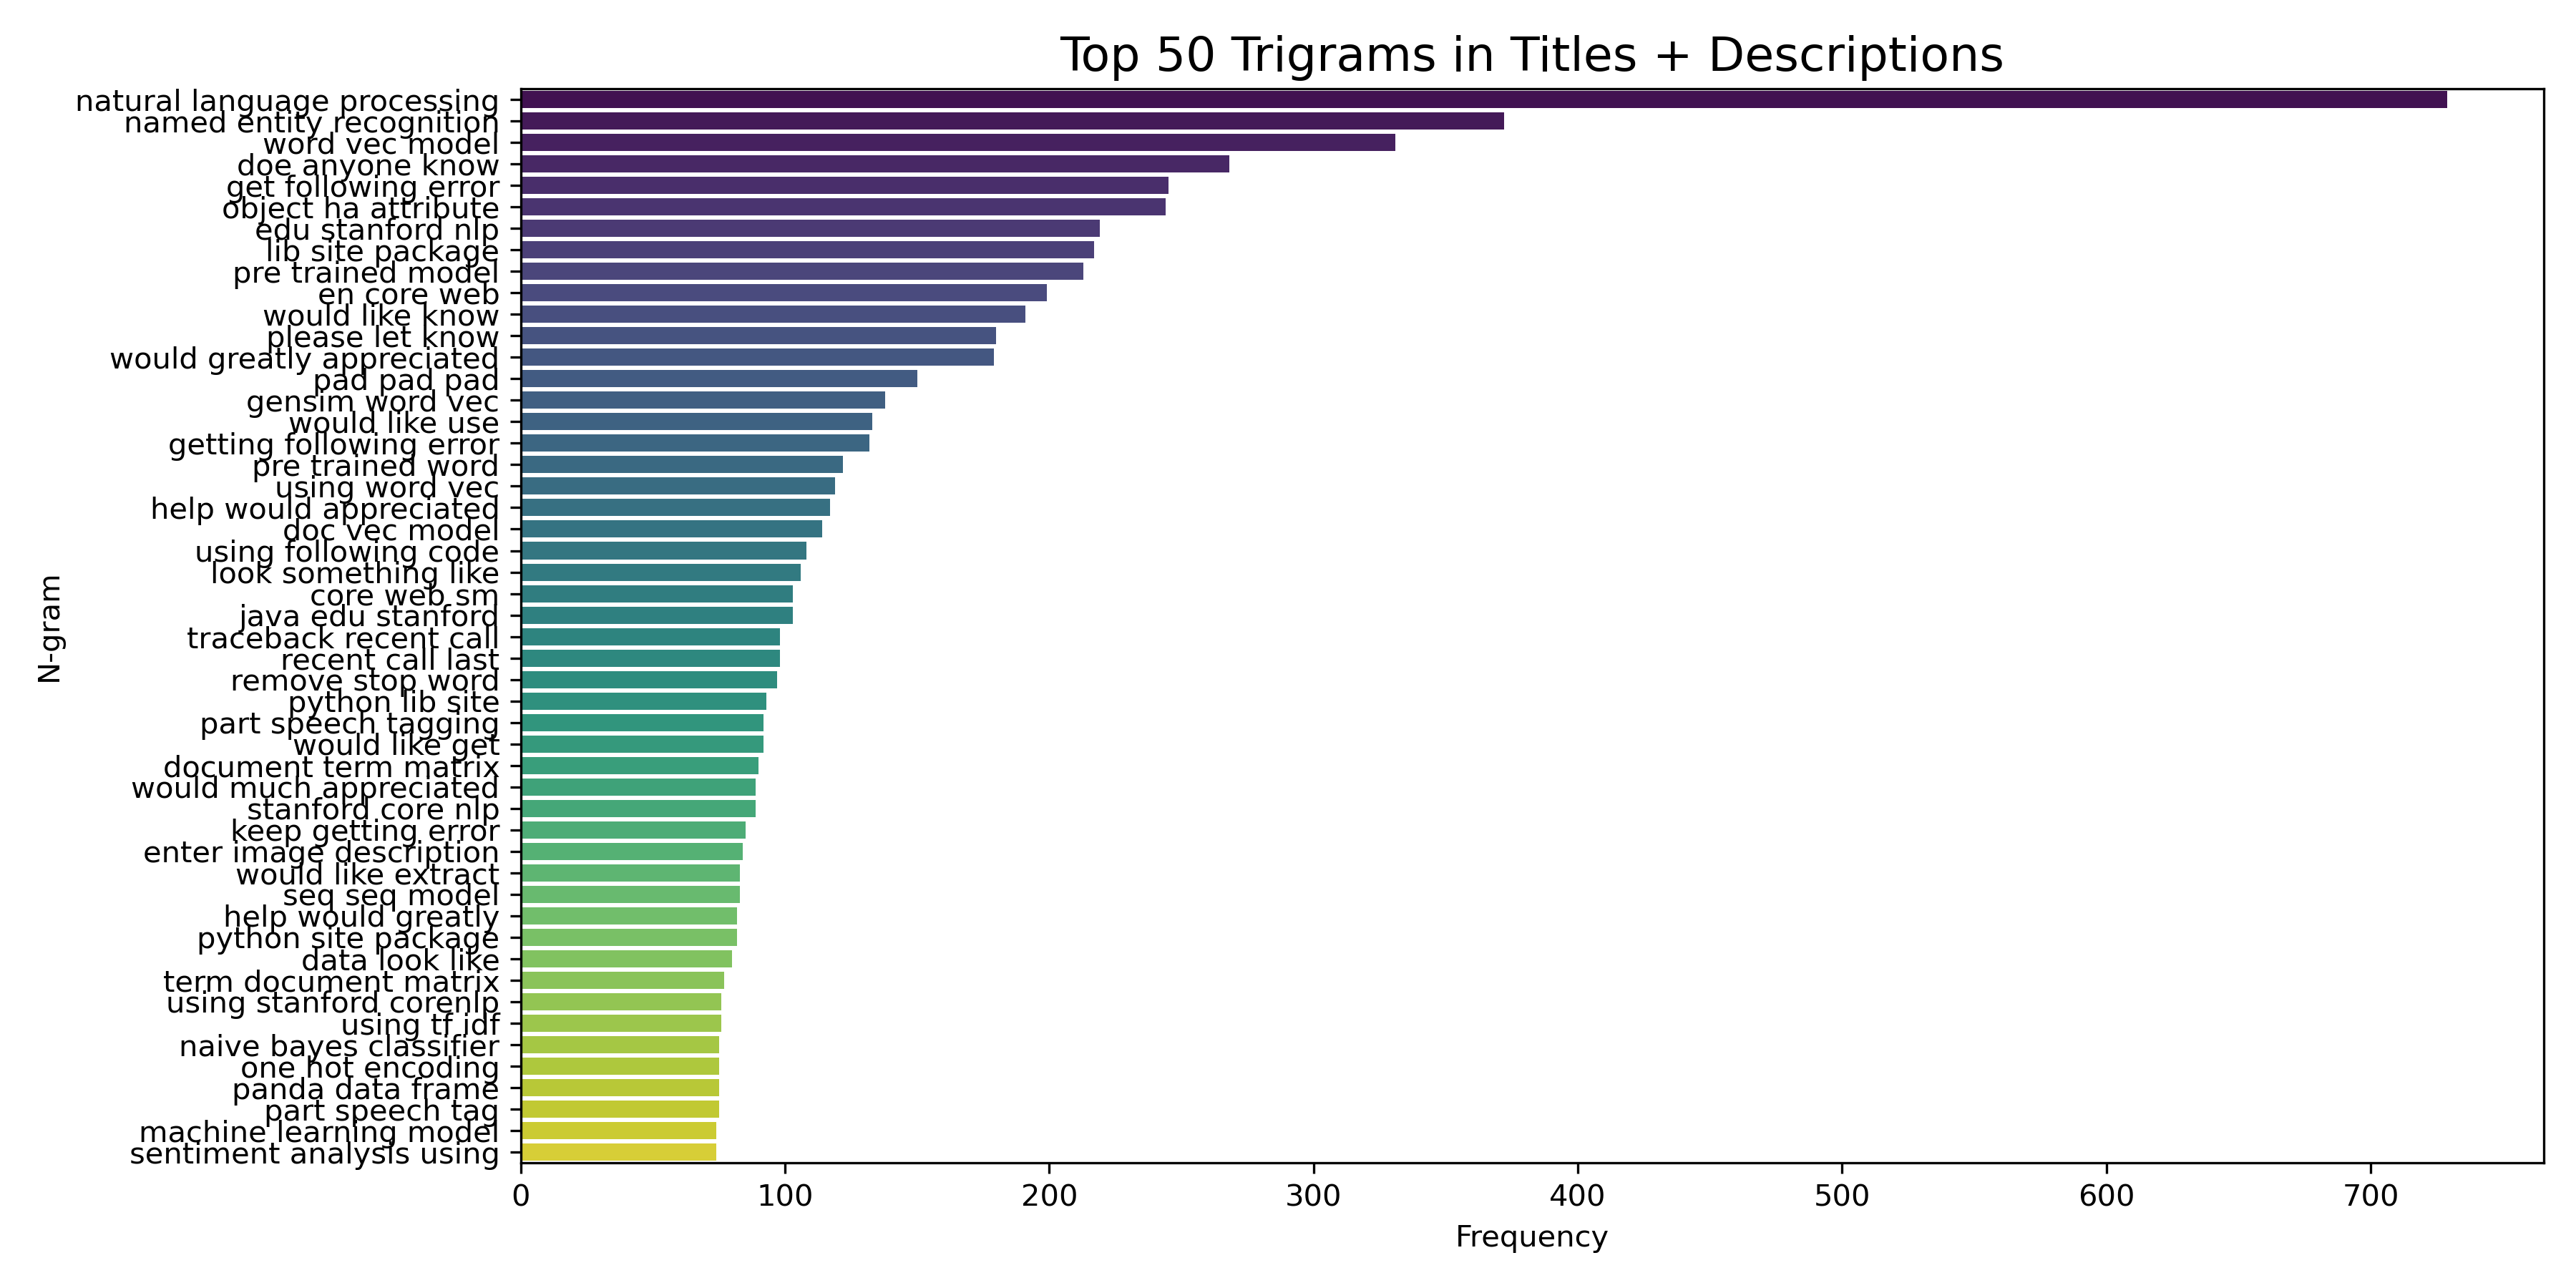 Top 50 Trigrams in Titles + Descriptions
natural language processing
named entity recognition
word vec model
doe anyone know
get following error
object ha attribute
edu stanford nlp
lib site package
pre trained model
en core web
would like know
please let know
would greatly appreciated
pad pad pad
gensim word vec
would like use
getting following error
pre trained word
using word vec
help would appreciated
doc vec model
using following code
look something like
core web sm
java edu stanford
traceback recent call
recent call last
remove stop word
python lib site
part speech tagging
would like get
document term matrix
would much appreciated
stanford core nlp
keep getting error
enter image description
would like extract
seq seq model
help would greatly
python site package
data look like
term document matrix
using stanford corenlp
using tf idf
naive bayes classifier
one hot encoding
panda data frame
part speech tag
machine learning model
sentiment analysis using
N-gram
0 100 200 300 400 500 600 700
Frequency